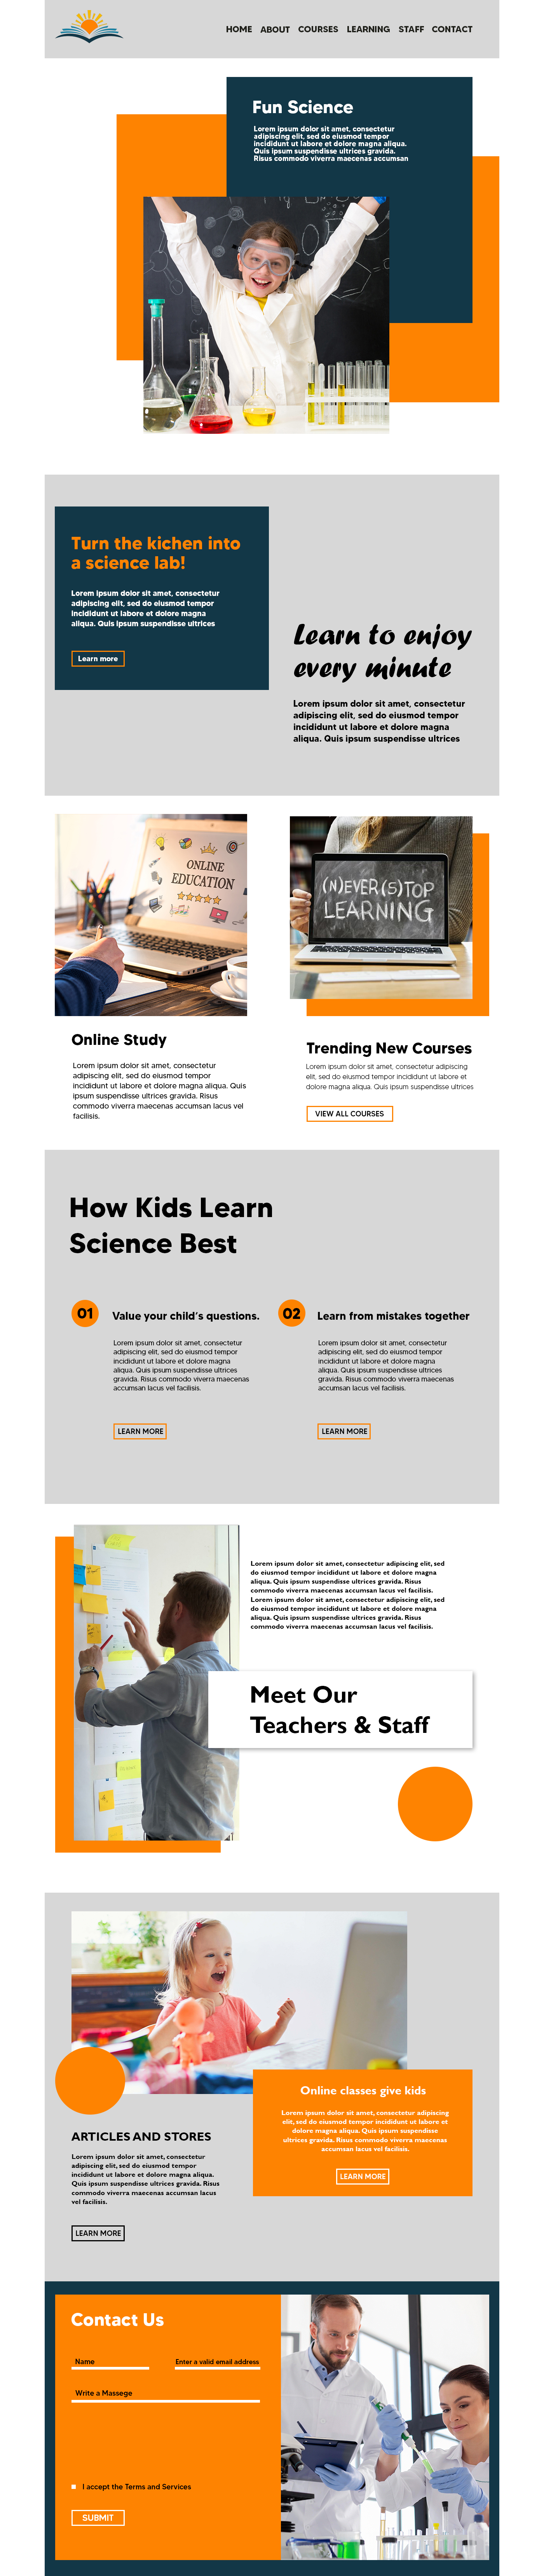 HOME ABOUT COURSES LEARNING STAFF CONTACT
Fun Science
Lorem ipsum dolor sit amet, consectetur
adipiscing elit, sed do eiusmod tempor
incididunt ut labore et dolore magna aliqua.
Quis ipsum suspendisse ultrices gravida.
Risus commodo viverra maecenas accumsan
Turn the kichen into
a science lab!
Lorem ipsum dolor sit amet, consectetur
adipiscing elit, sed do eiusmod tempor
incididunt ut labore et dolore magna
aliqua. Quis ipsum suspendisse ultrices
Learn more
Learn to enjoy
every minute
Lorem ipsum dolor sit amet, consectetur
adipiscing elit, sed do eiusmod tempor
incididunt ut labore et dolore magna
aliqua. Quis ipsum suspendisse ultrices
ONLINE
EDUCATION
(N)EVER (S)TOP
LEARNING
Online Study
Lorem ipsum dolor sit amet, consectetur
adipiscing elit, sed do eiusmod tempor
incididunt ut labore et dolore magna aliqua. Quis
ipsum suspendisse ultrices gravida. Risus
commodo viverra maecenas accumsan lacus vel
facilisis.
Trending New Courses
Lorem ipsum dolor sit amet, consectetur adipiscing
elit, sed do eiusmod tempor incididunt ut labore et
dolore magna aliqua. Quis ipsum suspendisse ultrices
VIEW ALL COURSES
How Kids Learn
Science Best
01
Value your child's questions.
Lorem ipsum dolor sit amet, consectetur
adipiscing elit, sed do eiusmod tempor
incididunt ut labore et dolore magna
aliqua. Quis ipsum suspendisse ultrices
gravida. Risus commodo viverra maecenas
accumsan lacus vel facilisis.
LEARN MORE
02
Learn from mistakes together
Lorem ipsum dolor sit amet, consectetur
adipiscing elit, sed do eiusmod tempor
incididunt ut labore et dolore magna
aliqua. Quis ipsum suspendisse ultrices
gravida. Risus commodo viverra maecenas
accumsan lacus vel facilisis.
LEARN MORE
Lorem ipsum dolor sit amet, consectetur adipiscing elit, sed
do eiusmod tempor incididunt ut labore et dolore magna
aliqua. Quis ipsum suspendisse ultrices gravida. Risus
commodo viverra maecenas accumsan lacus vel facilisis.
Lorem ipsum dolor sit amet, consectetur adipiscing elit, sed
do eiusmod tempor incididunt ut labore et dolore magna
aliqua. Quis ipsum suspendisse ultrices gravida. Risus
commodo viverra maecenas accumsan lacus vel facilisis.
Meet Our
Teachers & Staff
Online classes give kids
Lorem ipsum dolor sit amet, consectetur adipiscing
elit, sed do eiusmod tempor incididunt ut labore et
dolore magna aliqua. Quis ipsum suspendisse
ultrices gravida. Risus commodo viverra maecenas
accumsan lacus vel facilisis.
LEARN MORE
ARTICLES AND STORES
Lorem ipsum dolor sit amet, consectetur
adipiscing elit, sed do eiusmod tempor
incididunt ut labore et dolore magna aliqua.
Quis ipsum suspendisse ultrices gravida. Risus
commodo viverra maecenas accumsan lacus
vel facilisis.
LEARN MORE
Contact Us
Name
Enter a valid email address
Write a Massege
I accept the Terms and Services
SUBMIT